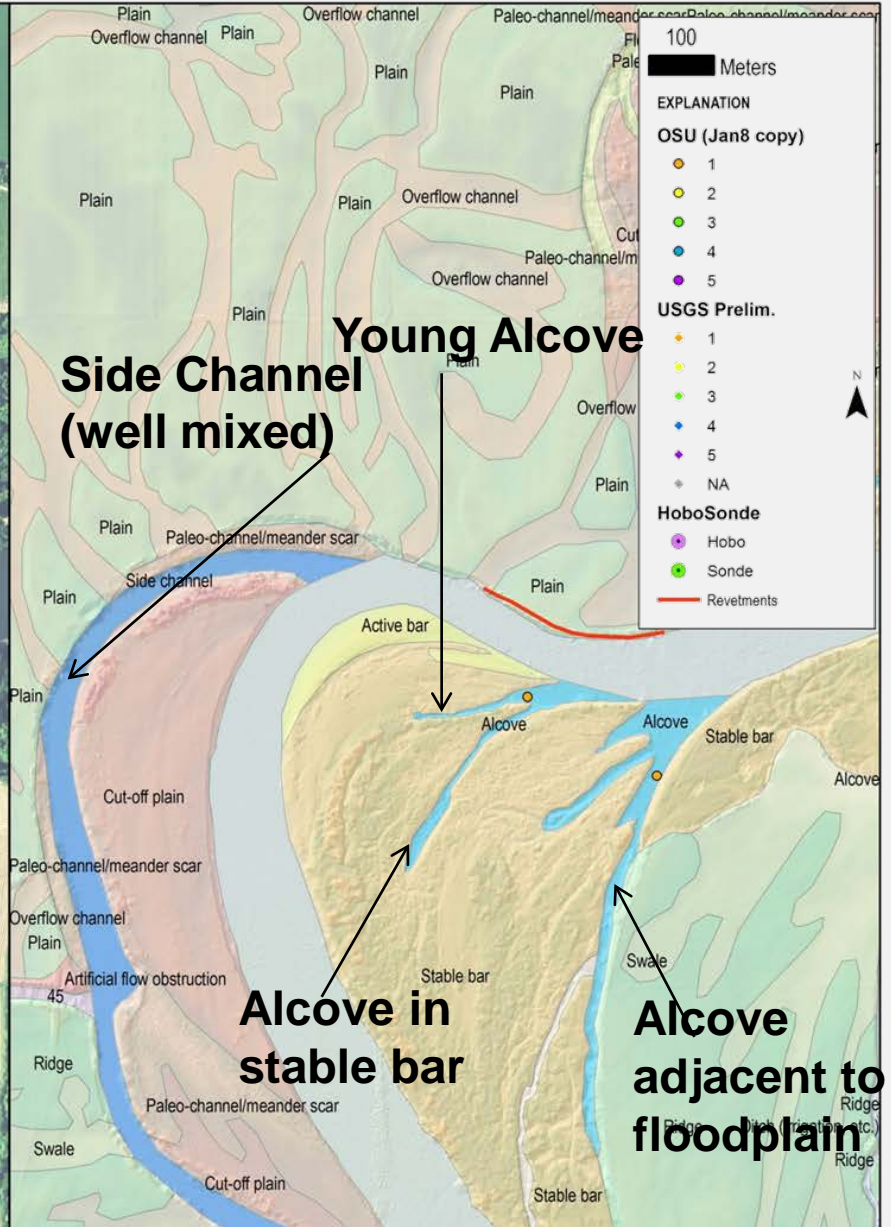 Plain
Overflow channel
Paleo-channel/meander scar
Paleo-channel/meander scar
Overflow channel
Plain
Plain
Plain
Plain
Plain
Overflow channel
Paleo-channel/m
Overflow channel
Plain
Cut
100
Meters
EXPLANATION
OSU (Jan8 copy)
1
2
3
4
5
USGS Prelim.
1
2
3
4
5
NA
HoboSonde
Hobo
Sonde
Revetments
N
Young Alcove
Plain
Side Channel
(well mixed)
Overflow
Plain
Plain
Paleo-channel/meander scar
Side channel
Plain
Plain
Active bar
Plain
Alcove
Alcove
Stable bar
Alcove
Cut-off plain
Paleo-channel/meander scar
Overflow channel
Plain
Artificial flow obstruction
45
Stable bar
Swale
Alcove in
stable bar
Alcove
adjacent to
floodplain
Ridge
Paleo-channel/meander scar
Ridge
Ridge
Ditch (irrigation, etc.)
Ridge
Swale
Cut-off plain
Stable bar